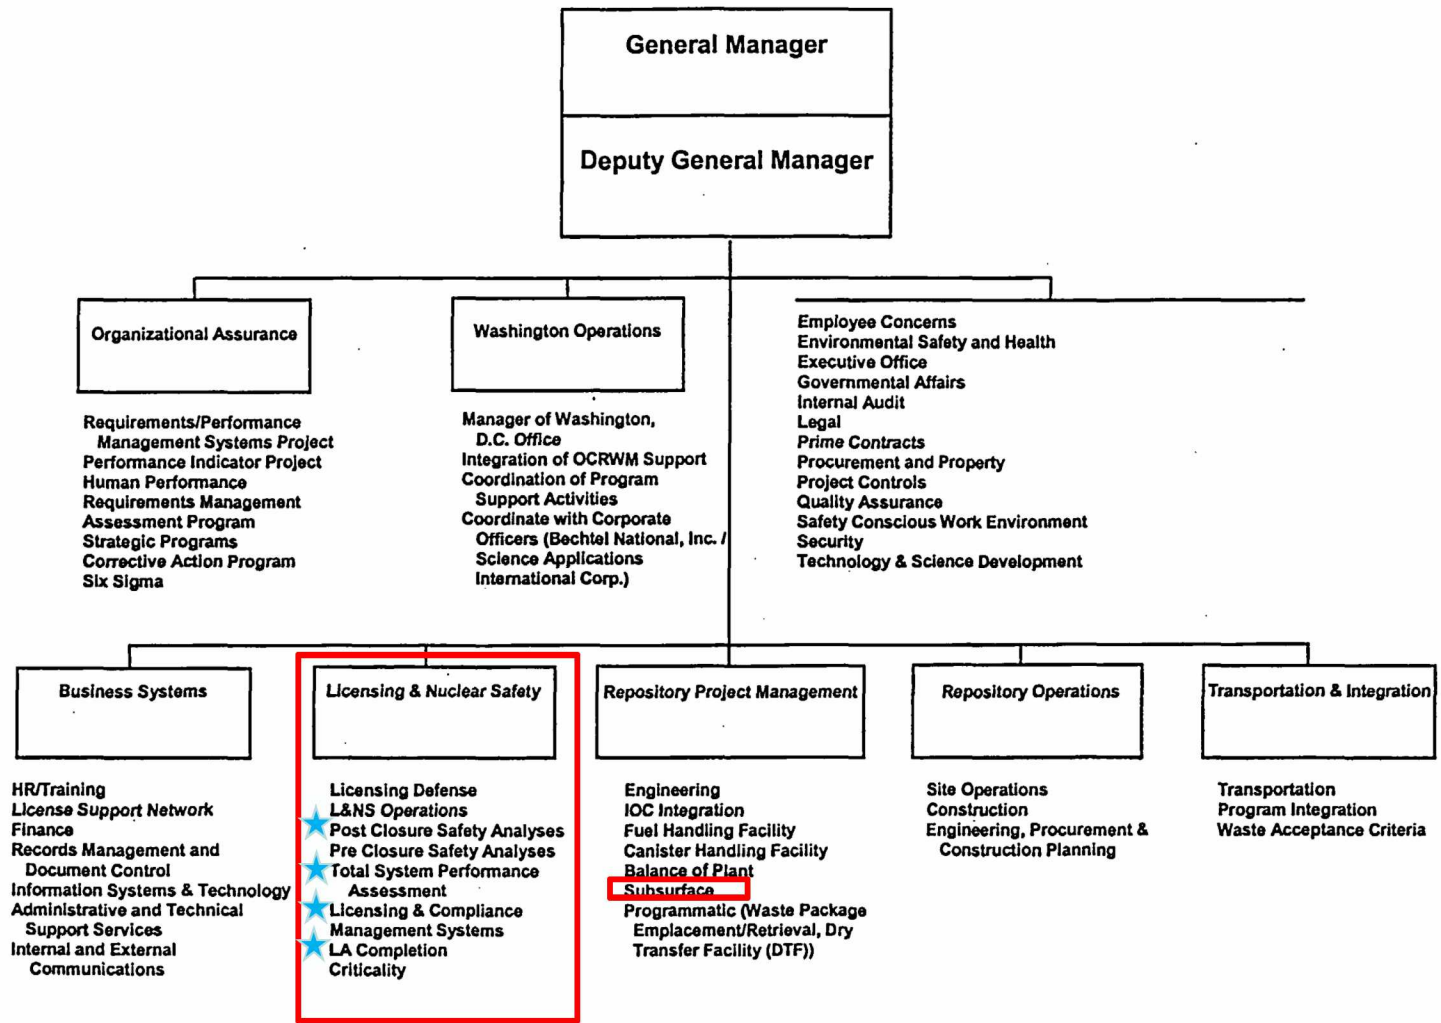 General Manager
Deputy General Manager
Organizational Assurance
Requirements/Performance
Management Systems Project
Performance Indicator Project
Human Performance
Requirements Management
Assessment Program
Strategic Programs
Corrective Action Program
Six Sigma
Washington Operations
Manager of Washington,
D.C. Office
Integration of OCRWM Support
Coordination of Program
Support Activities
Coordinate with Corporate
Officers (Bechtel National, Inc. /
Science Applications
International Corp.)
Employee Concerns
Environmental Safety and Health
Executive Office
Governmental Affairs
Internal Audit
Legal
Prime Contracts
Procurement and Property
Project Controls
Quality Assurance
Safety Conscious Work Environment
Security
Technology & Science Development
Business Systems
HR/Training
License Support Network
Finance
Records Management and
Document Control
Information Systems & Technology
Administrative and Technical
Support Services
Internal and External
Communications
Licensing & Nuclear Safety
Licensing Defense
L&NS Operations
Post Closure Safety Analyses
Pre Closure Safety Analyses
Total System Performance
Assessment
Licensing & Compliance
Management Systems
LA Completion
Criticality
Repository Project Management
Engineering
IOC Integration
Fuel Handling Facility
Canister Handling Facility
Balance of Plant
Subsurface
Programmatic (Waste Package
Emplacement/Retrieval, Dry
Transfer Facility (DTF))
Repository Operations
Site Operations
Construction
Engineering, Procurement &
Construction Planning
Transportation & Integration
Transportation
Program Integration
Waste Acceptance Criteria